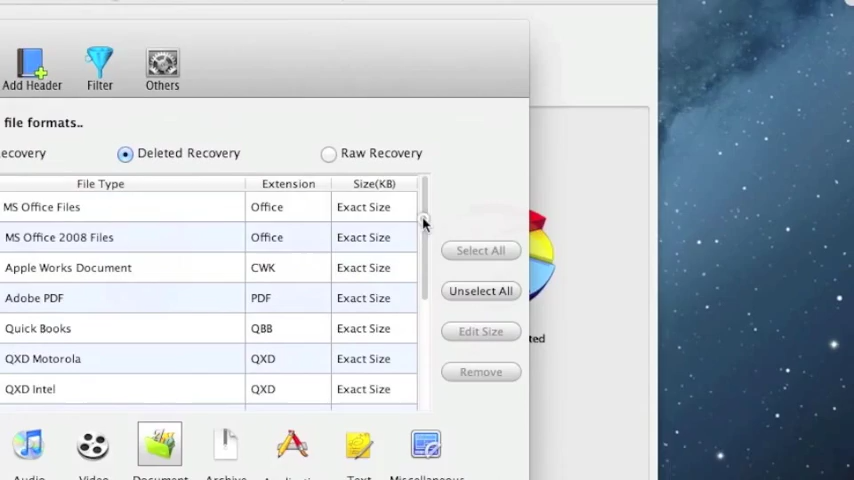 Add Header Filter Others
file formats..
ecovery Deleted Recovery Raw Recovery
File Type Extension Size(KB)
MS Office Files Office Exact Size
MS Office 2008 Files Office Exact Size
Apple Works Document CWK Exact Size
Adobe PDF PDF Exact Size
Quick Books QBB Exact Size
QXD Motorola QXD Exact Size
QXD Intel QXD Exact Size
Select All
Unselect All
Edit Size
ted
Remove
Audio Video Document Archive Text Miscellaneous